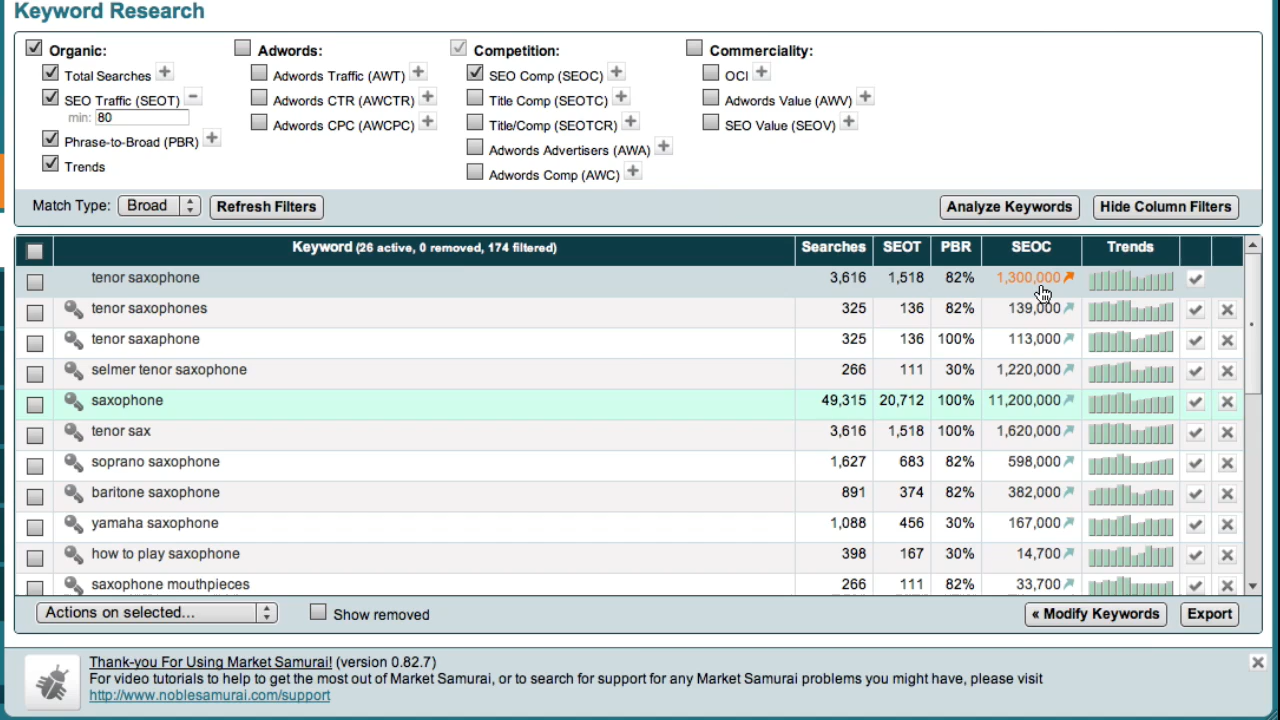 Keyword Research
Organic: Adwords: Competition: Commerciality:
Total Searches + Adwords Traffic (AWT) + SEO Comp (SEOC) + OCI +
SEO Traffic (SEOT) − Adwords CTR (AWCTR) + Title Comp (SEOTC) + Adwords Value (AWV) +
min: 80
Adwords CPC (AWCPC) + Title/Comp (SEOTCR) + SEO Value (SEOV) +
Phrase-to-Broad (PBR) + Adwords Advertisers (AWA) +
Trends Adwords Comp (AWC) +
Match Type: Broad Refresh Filters Analyze Keywords Hide Column Filters
Keyword (26 active, 0 removed, 174 filtered) Searches SEOT PBR SEOC Trends
tenor saxophone 3,616 1,518 82% 1,300,000
tenor saxophones 325 136 82% 139,000
tenor saxaphone 325 136 100% 113,000
selmer tenor saxophone 266 111 30% 1,220,000
saxophone 49,315 20,712 100% 11,200,000
tenor sax 3,616 1,518 100% 1,620,000
soprano saxophone 1,627 683 82% 598,000
baritone saxophone 891 374 82% 382,000
yamaha saxophone 1,088 456 30% 167,000
how to play saxophone 398 167 30% 14,700
saxophone mouthpieces 266 111 82% 33,700
Actions on selected... Show removed « Modify Keywords Export
Thank-you For Using Market Samurai! (version 0.82.7)
For video tutorials to help to get the most out of Market Samurai, or to search for support for any Market Samurai problems you might have, please visit
http://www.noblesamurai.com/support